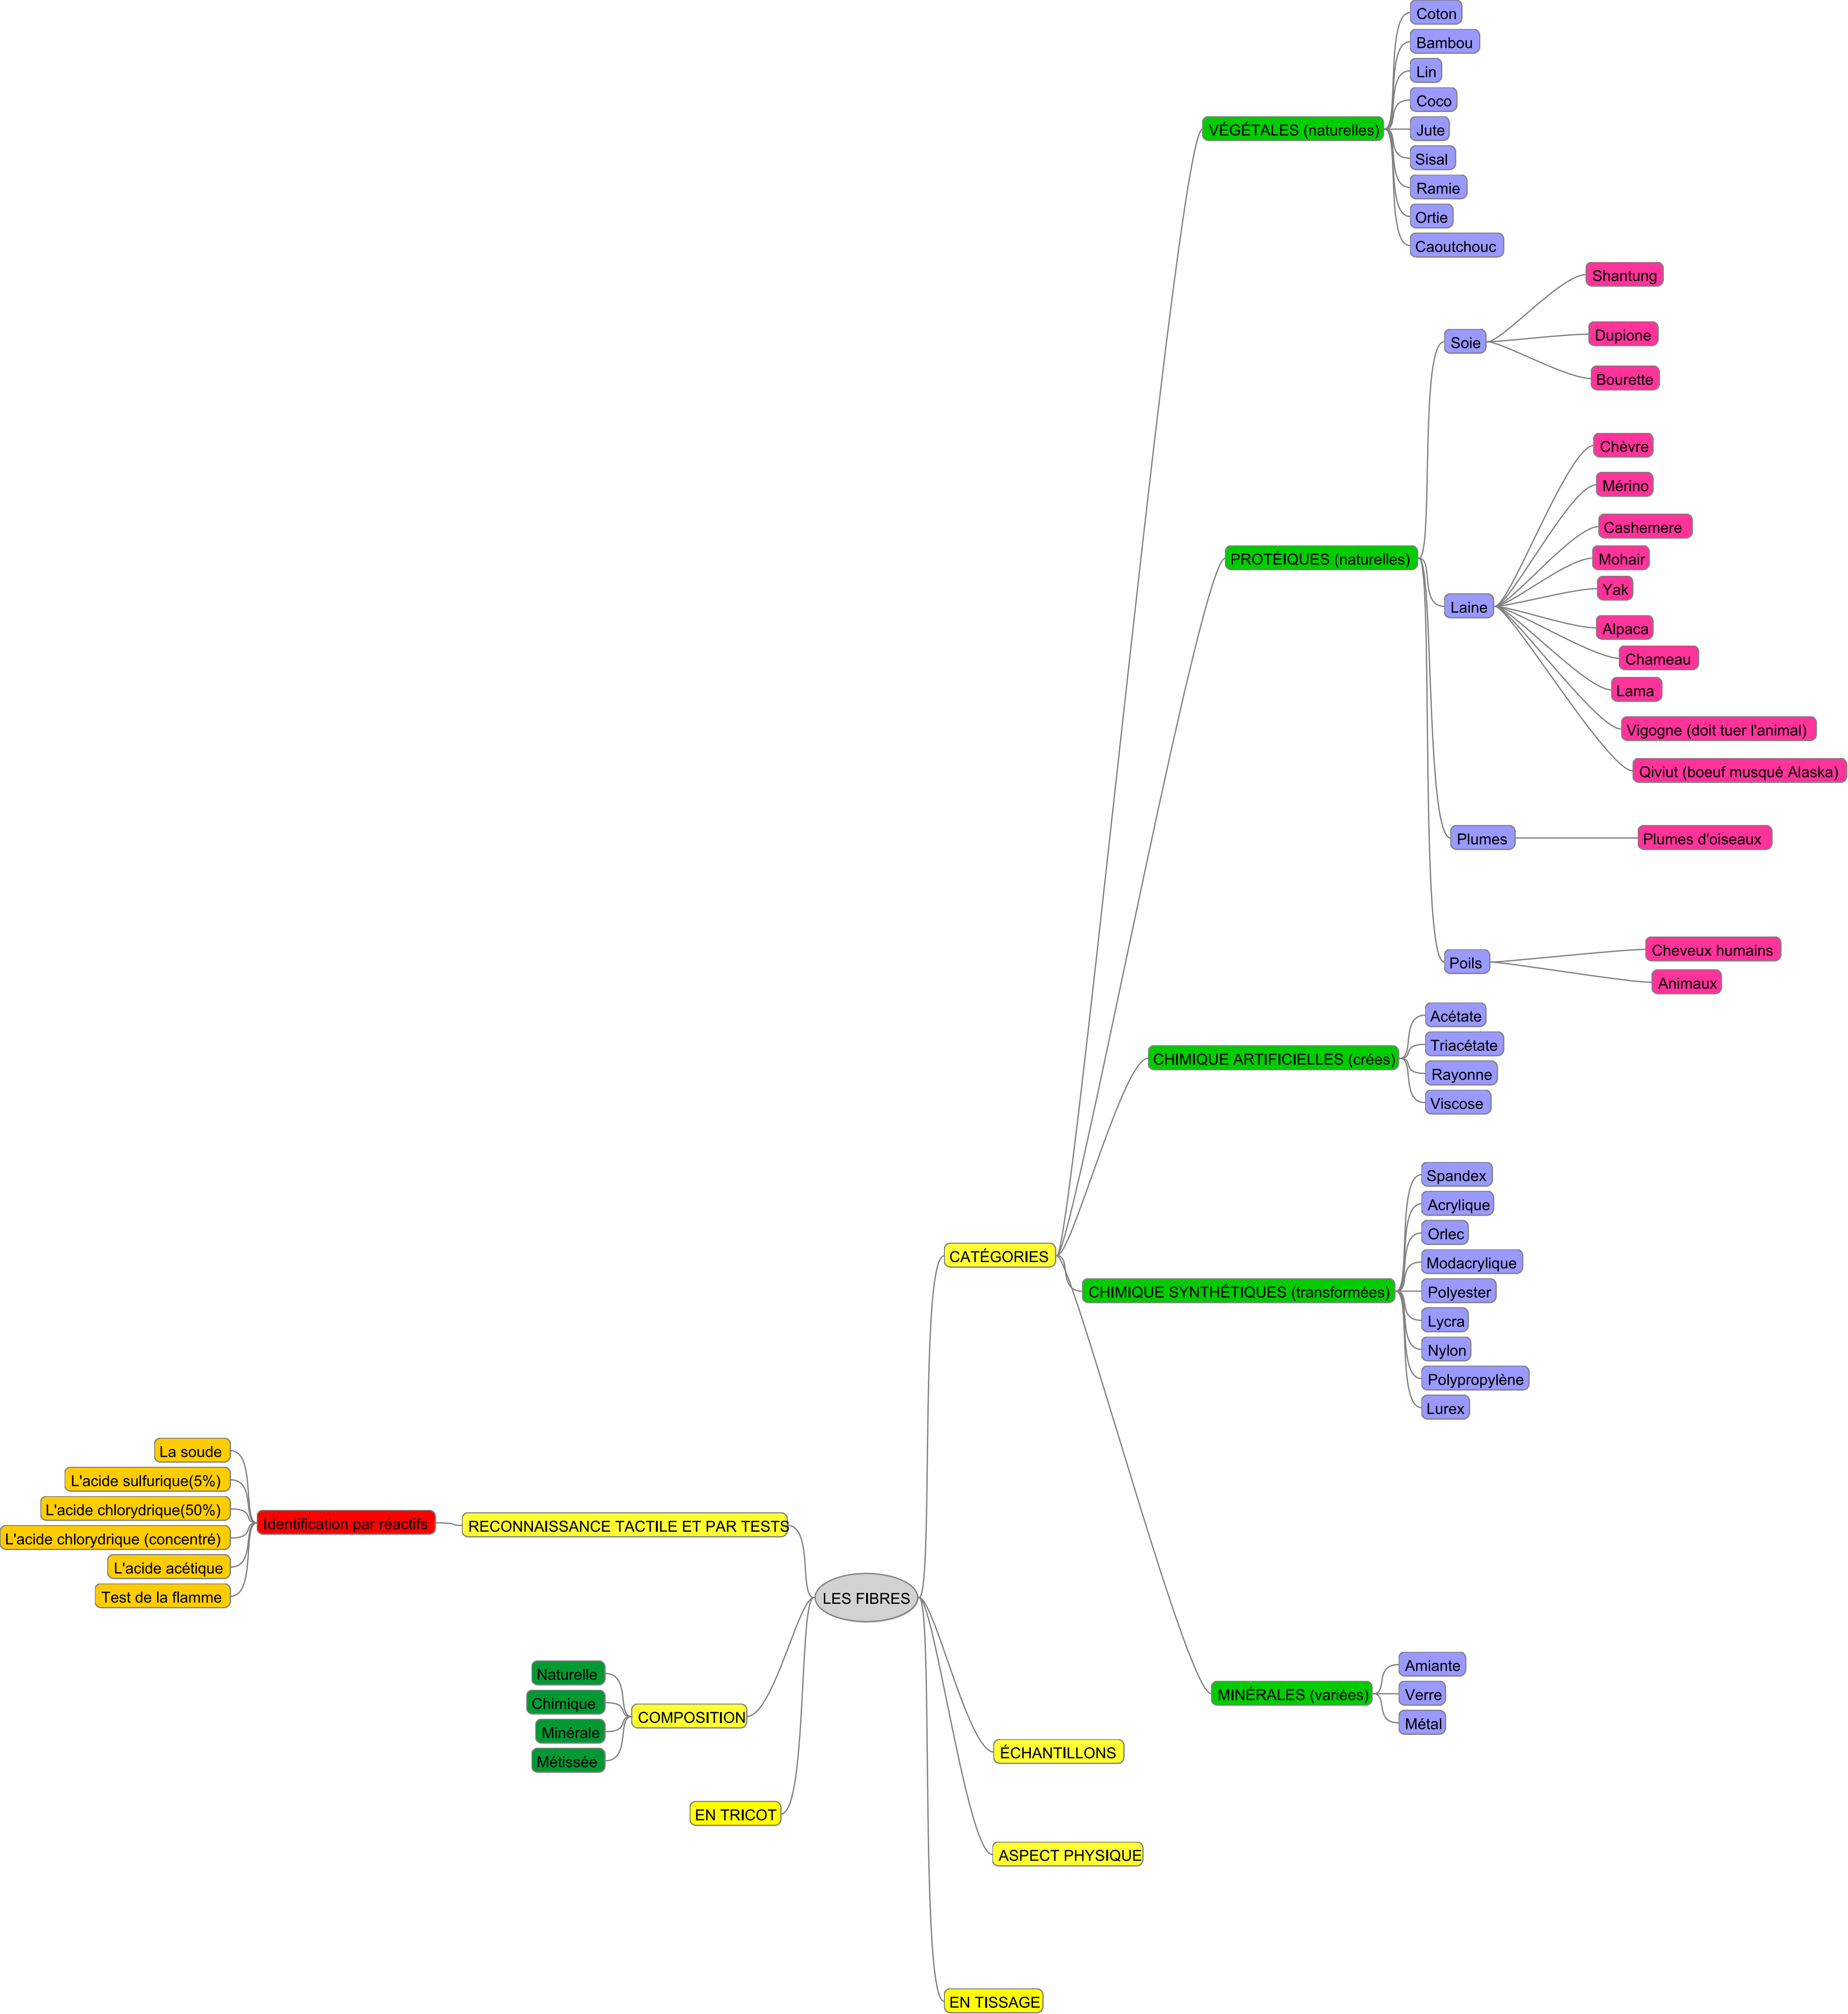 Coton
Bambou
Lin
Coco
VÉGÉTALES (naturelles)
Jute
Sisal
Ramie
Ortie
Caoutchouc
Shantung
Dupione
Soie
Bourette
Chèvre
Mérino
Cashemere
PROTÉIQUES (naturelles)
Mohair
Yak
Laine
Alpaca
Chameau
Lama
Vigogne (doit tuer l'animal)
Qiviut (boeuf musqué Alaska)
Plumes
Plumes d'oiseaux
Cheveux humains
Poils
Animaux
Acétate
Triacétate
CHIMIQUE ARTIFICIELLES (crées)
Rayonne
Viscose
Spandex
Acrylique
Orlec
CATÉGORIES
Modacrylique
CHIMIQUE SYNTHÉTIQUES (transformées)
Polyester
Lycra
Nylon
Polypropylène
Lurex
La soude
L'acide sulfurique(5%)
L'acide chlorydrique(50%)
Identification par réactifs
RECONNAISSANCE TACTILE ET PAR TESTS
L'acide chlorydrique (concentré)
L'acide acétique
Test de la flamme
LES FIBRES
Amiante
Naturelle
MINÉRALES (variées)
Verre
Chimique
COMPOSITION
Métal
Minérale
ÉCHANTILLONS
Métissée
EN TRICOT
ASPECT PHYSIQUE
EN TISSAGE